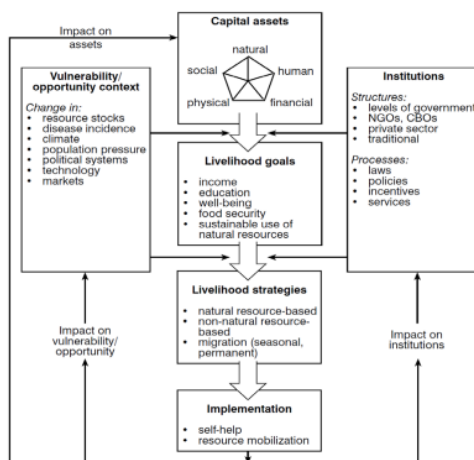 Impact on
assets
Capital assets
natural
social
human
physical
financial
Vulnerability/
opportunity context
Change in:
• resource stocks
• disease incidence
• climate
• population pressure
• political systems
• technology
• markets
Institutions
Structures:
• levels of government
• NGOs, CBOs
• private sector
• traditional
Processes:
• laws
• policies
• incentives
• services
Livelihood goals
• income
• education
• well-being
• food security
• sustainable use of
natural resources
Livelihood strategies
• natural resource-based
• non-natural resource-
based
• migration (seasonal,
permanent)
Impact on
vulnerability/
opportunity
Impact on
institutions
Implementation
• self-help
• resource mobilization